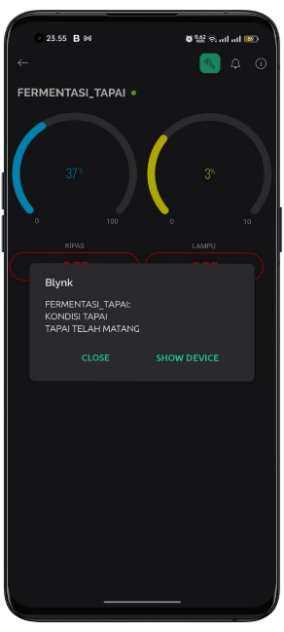 23.55 B
FERMENTASI_TAPAI
37°C
3%
0 100
0 10
KIPAS
LAMPU
Blynk
FERMENTASI_TAPAI:
KONDISI TAPAI
TAPAI TELAH MATANG
CLOSE SHOW DEVICE